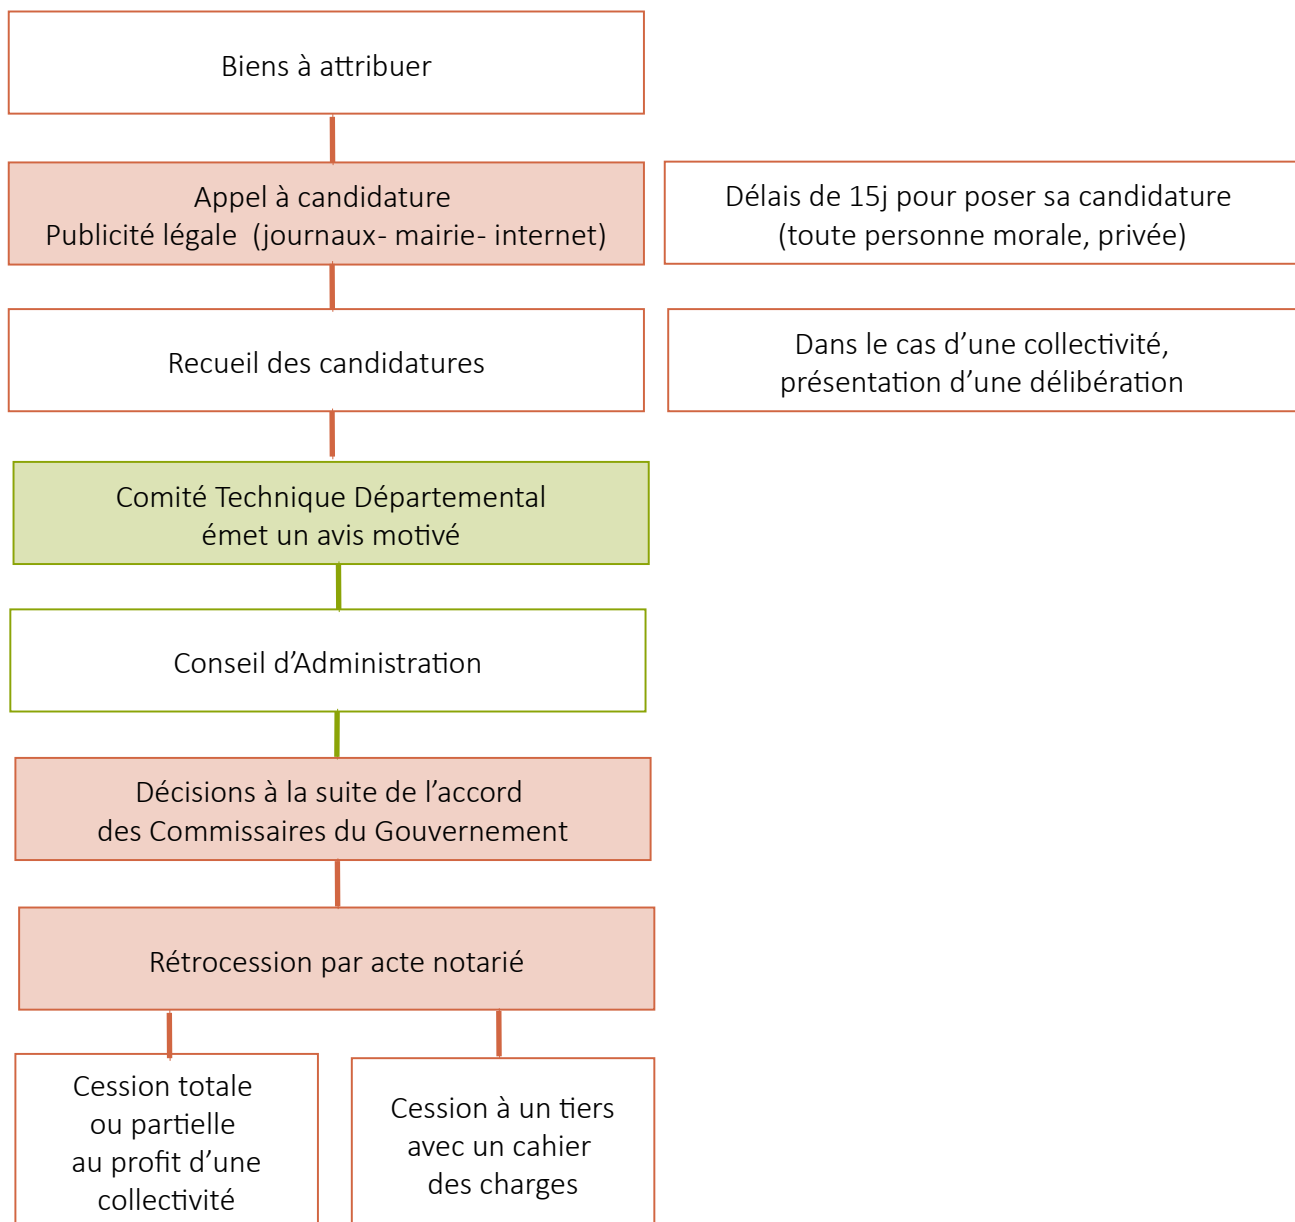 Biens à attribuer
Appel à candidature
Publicité légale  (journaux- mairie- internet)
Délais de 15j pour poser sa candidature
(toute personne morale, privée)
Recueil des candidatures
Dans le cas d’une collectivité,
présentation d’une délibération
Comité Technique Départemental
émet un avis motivé
Conseil d’Administration
Décisions à la suite de l’accord
des Commissaires du Gouvernement
Rétrocession par acte notarié
Cession totale
ou partielle
au profit d’une
collectivité
Cession à un tiers
avec un cahier
des charges